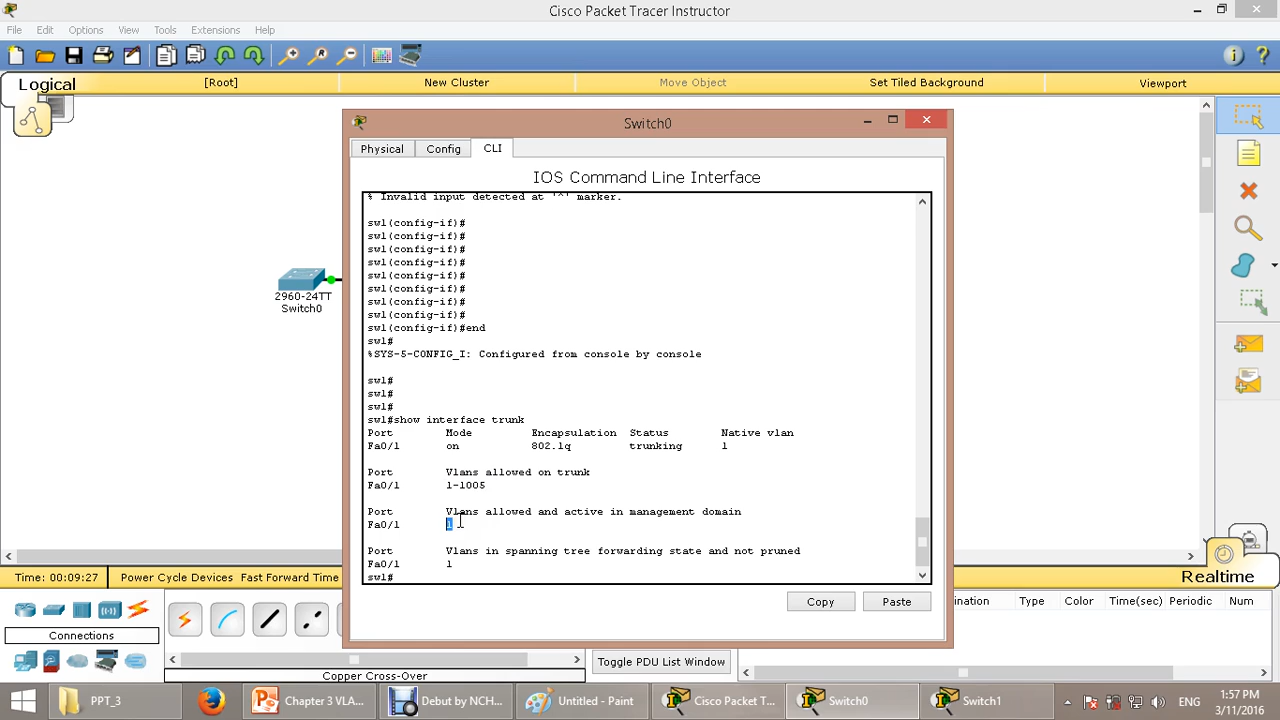 Cisco Packet Tracer Instructor
File Edit Options View Tools Extensions Help
Logical
[Root]
New Cluster
Move Object
Set Tiled Background
Viewport
2960-24TT
Switch0
Switch0
Physical Config CLI
IOS Command Line Interface
% Invalid input detected at '^' marker.
sw1(config-if)#
sw1(config-if)#
sw1(config-if)#
sw1(config-if)#
sw1(config-if)#
sw1(config-if)#
sw1(config-if)#
sw1(config-if)#
sw1(config-if)#end
sw1#
%SYS-5-CONFIG_I: Configured from console by console
sw1#
sw1#
sw1#
sw1#show interface trunk
Port Mode Encapsulation Status Native vlan
Fa0/1 on 802.1q trunking 1
Port Vlans allowed on trunk
Fa0/1 1-1005
Port Vlans allowed and active in management domain
Fa0/1 1
Port Vlans in spanning tree forwarding state and not pruned
Fa0/1 1
sw1#
Copy Paste
Time: 00:09:27 Power Cycle Devices Fast Forward Time
Realtime
Connections
Copper Cross-Over
Toggle PDU List Window
ination Type Color Time(sec) Periodic Num
PPT_3
Chapter 3 VLA...
Debut by NCH...
Untitled - Paint
Cisco Packet T...
Switch0
Switch1
ENG
1:57 PM
3/11/2016